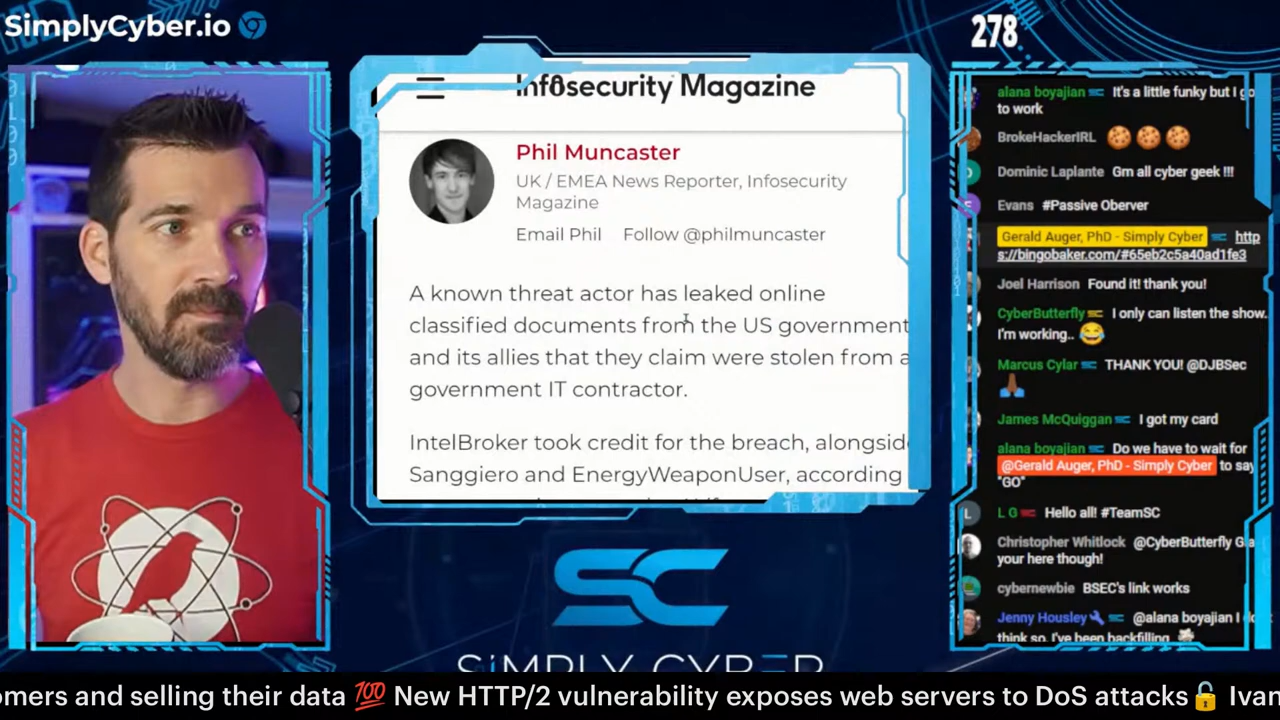 SimplyCyber.io
278
Infosecurity Magazine
Phil Muncaster
UK / EMEA News Reporter, Infosecurity
Magazine
Email Phil Follow @philmuncaster
A known threat actor has leaked online
classified documents from the US government
and its allies that they claim were stolen from a
government IT contractor.
IntelBroker took credit for the breach, alongside
Sanggiero and EnergyWeaponUser, according
alana boyajian It's a little funky but I go
to work
BrokeHackerIRL 🍪 🍪 🍪
Dominic Laplante Gm all cyber geek !!!
Evans #Passive Oberver
Gerald Auger, PhD - Simply Cyber http
s://bingobaker.com/#65eb2c5a40ad1fe3
Joel Harrison Found it! thank you!
CyberButterfly I only can listen the show.
I'm working.. 😂
Marcus Cylar THANK YOU! @DJBSec
🙏🏾
James McQuiggan I got my card
alana boyajian Do we have to wait for
@Gerald Auger, PhD - Simply Cyber to say
"GO"
L G Hello all! #TeamSC
Christopher Whitlock @CyberButterfly
your here though!
cybernewbie BSEC's link works
Jenny Housley @alana boyajian I
think so. I've been backfilling
SC
SIMPLY CYBER
omers and selling their data 💯 New HTTP/2 vulnerability exposes web servers to DoS attacks🔓 Ivan